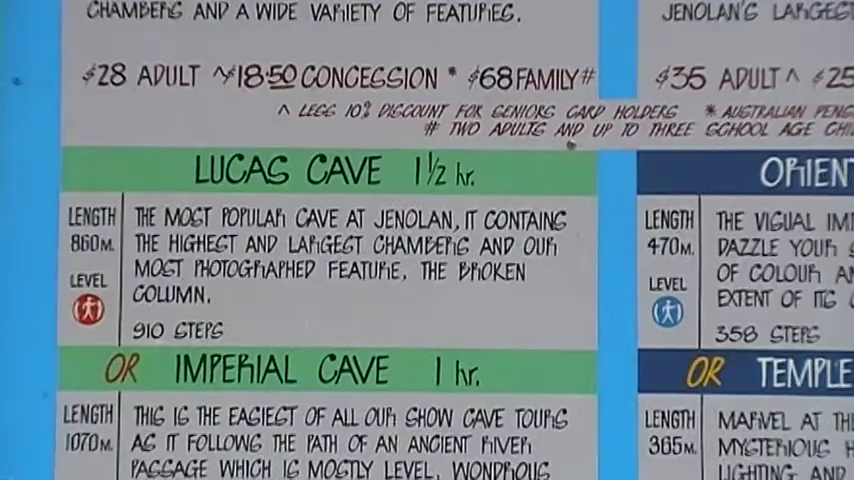 CHAMBERS AND A WIDE VARIETY OF FEATURES.
$28 ADULT ^ $18.50 CONCESSION * $68 FAMILY #
^ LESS 10% DISCOUNT FOR SENIORS CARD HOLDERS * AUSTRALIAN
# TWO ADULTS AND UP TO THREE SCHOOL AGE
LUCAS CAVE 1 1/2 hr.
LENGTH
860M.
LEVEL
THE MOST POPULAR CAVE AT JENOLAN, IT CONTAINS
THE HIGHEST AND LARGEST CHAMBERS AND OUR
MOST PHOTOGRAPHED FEATURE, THE BROKEN
COLUMN.
910 STEPS
OR IMPERIAL CAVE 1 hr.
LENGTH
1070M.
THIS IS THE EASIEST OF ALL OUR SHOW CAVE TOURS
AS IT FOLLOWS THE PATH OF AN ANCIENT RIVER
PASSAGE WHICH IS MOSTLY LEVEL. WONDROUS
JENOLAN'S LARGEST
$35 ADULT ^ $25
ORIENT
LENGTH
470M.
LEVEL
THE VISUAL
DAZZLE YOUR
OF COLOUR
EXTENT OF ITS
358 STEPS
OR TEMPLE
LENGTH
365M.
MARVEL AT
MYSTERIOUS
LIGHTING AND